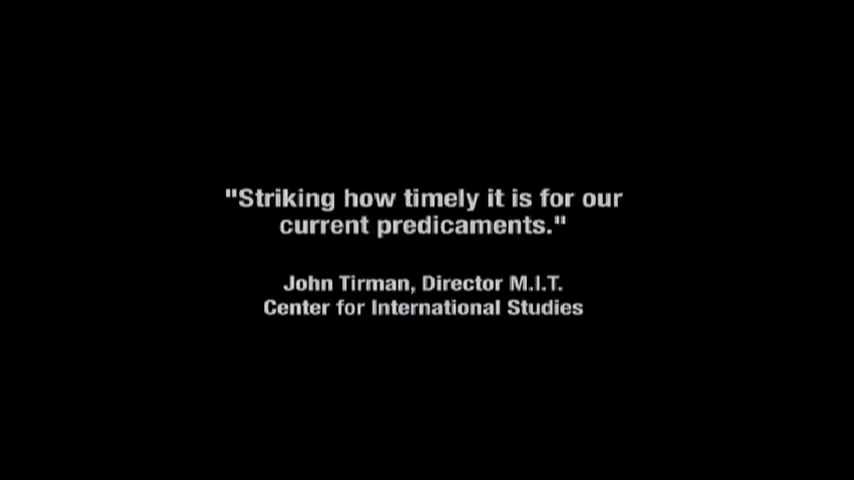 "Striking how timely it is for our
current predicaments."
John Tirman, Director M.I.T.
Center for International Studies